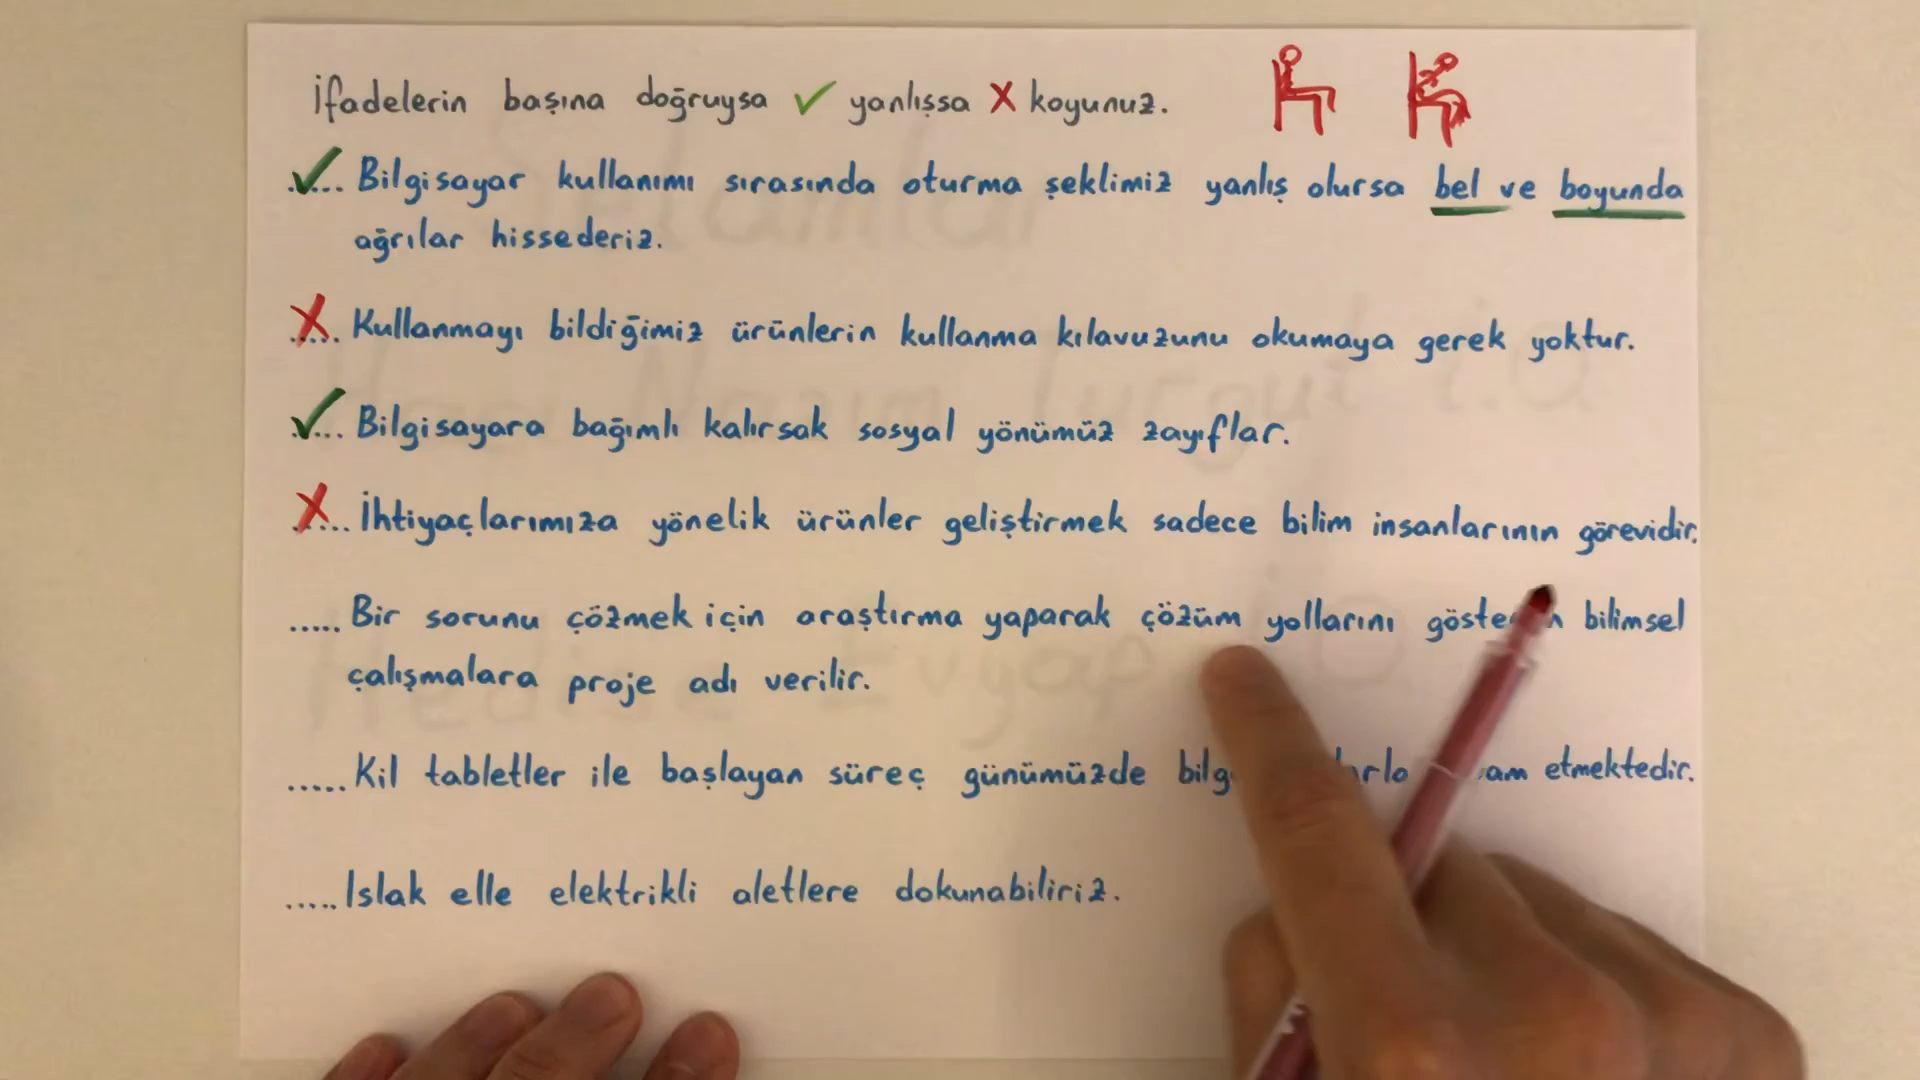 İfadelerin başına doğruysa ✓ yanlışsa X koyunuz.
✓.... Bilgisayar kullanımı sırasında oturma şeklimiz yanlış olursa bel ve boyunda
ağrılar hissederiz.
X.... Kullanmayı bildiğimiz ürünlerin kullanma kılavuzunu okumaya gerek yoktur.
✓.... Bilgisayara bağımlı kalırsak sosyal yönümüz zayıflar.
X.... İhtiyaçlarımıza yönelik ürünler geliştirmek sadece bilim insanlarının görevidir.
..... Bir sorunu çözmek için araştırma yaparak çözüm yollarını bilimsel
çalışmalara proje adı verilir.
..... Kil tabletler ile başlayan süreç günümüzde etmektedir.
..... Islak elle elektrikli aletlere dokunabiliriz.